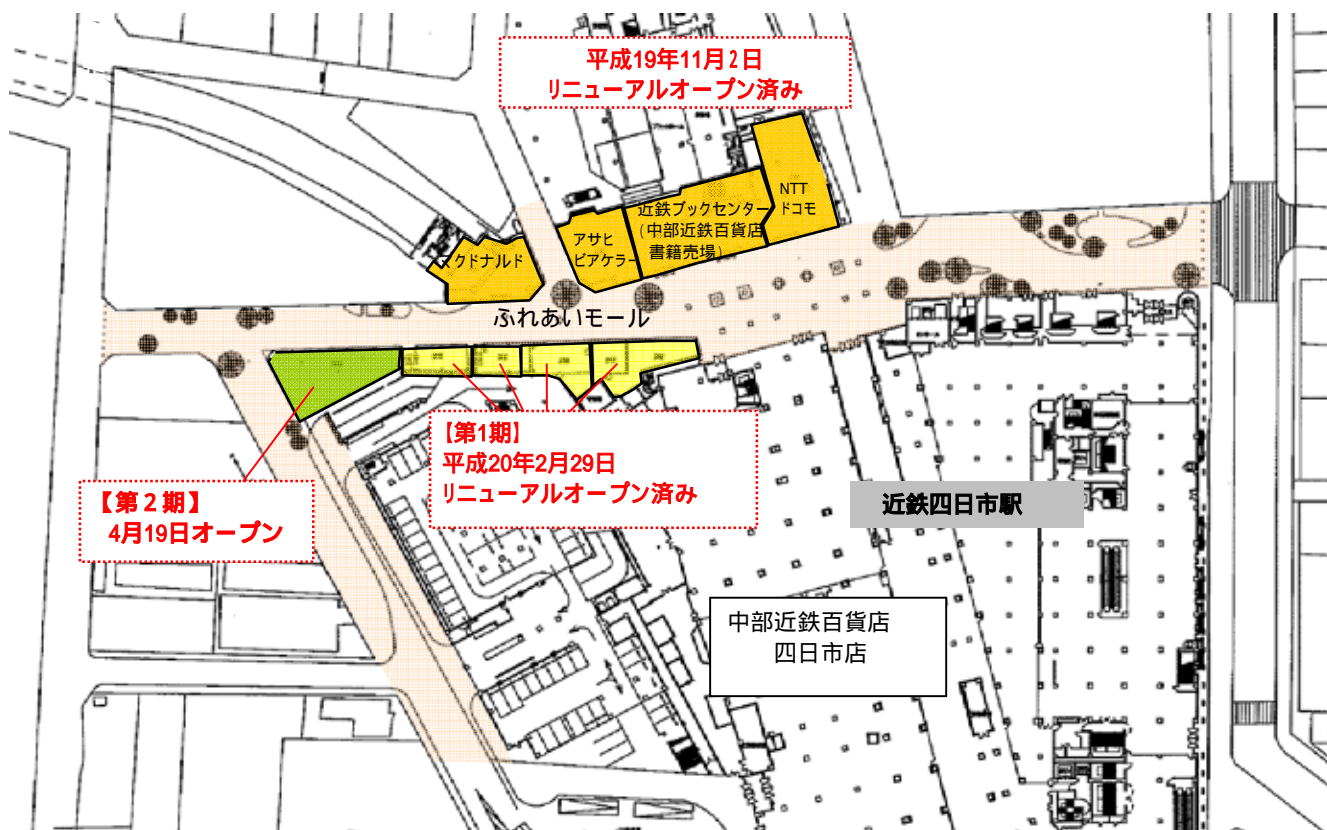 平成19年11月2日
リニューアルオープン済み
NTT
ドコモ
近鉄ブックセンター
(中部近鉄百貨店
書籍売場)
アサヒ
ビアケラー
マクドナルド
ふれあいモール
【第1期】
平成20年2月29日
リニューアルオープン済み
【第2期】
4月19日オープン
近鉄四日市駅
中部近鉄百貨店
四日市店